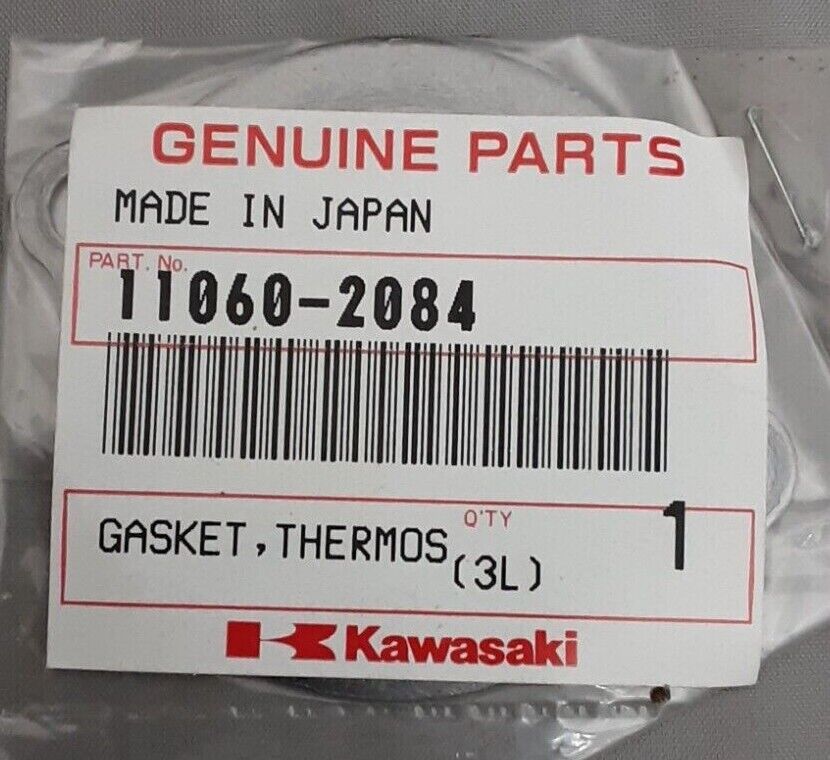 GENUINE PARTS
MADE IN JAPAN
PART. No.
11060-2084
GASKET,THERMOS
(3L)
Q'TY
1
Kawasaki